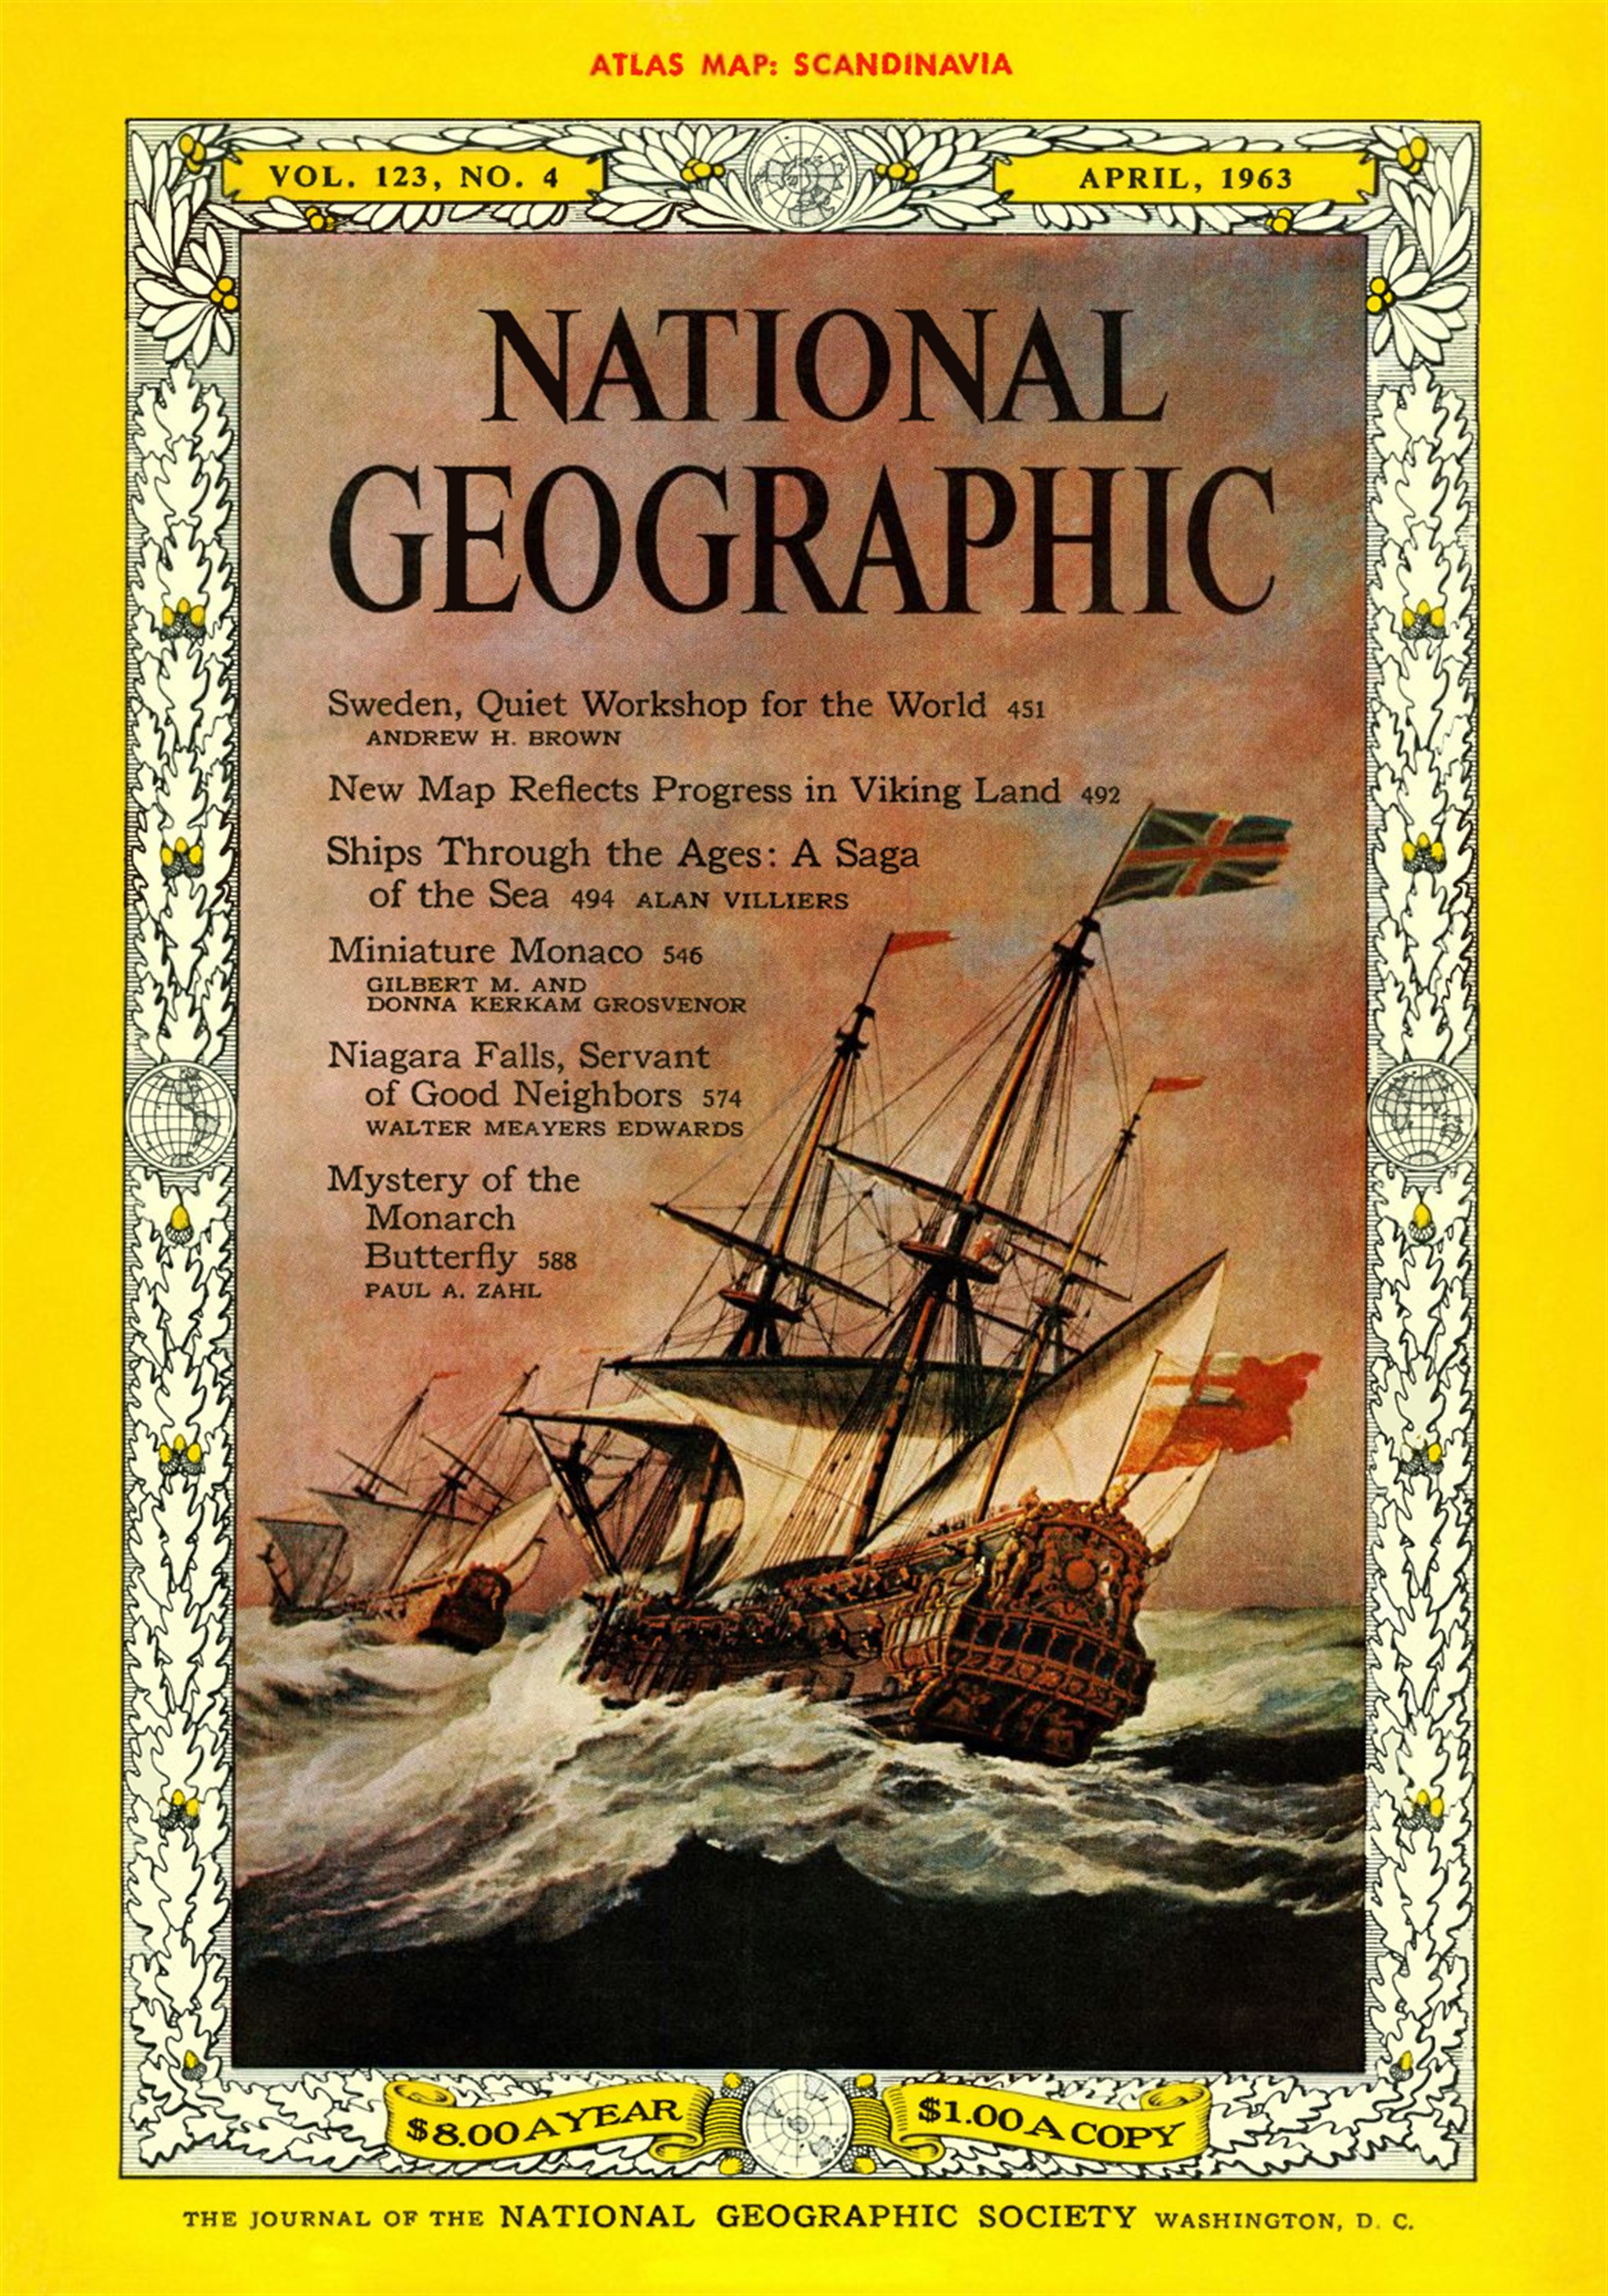 ATLAS MAP: SCANDINAVIA
VOL. 123, NO. 4
APRIL, 1963
NATIONAL
GEOGRAPHIC
Sweden, Quiet Workshop for the World 451
ANDREW H. BROWN
New Map Reflects Progress in Viking Land 492
Ships Through the Ages: A Saga
of the Sea 494 ALAN VILLIERS
Miniature Monaco 546
GILBERT M. AND
DONNA KERKAM GROSVENOR
Niagara Falls, Servant
of Good Neighbors 574
WALTER MEAYERS EDWARDS
Mystery of the
Monarch
Butterfly 588
PAUL A. ZAHL
$8.00 A YEAR
$1.00 A COPY
THE JOURNAL OF THE NATIONAL GEOGRAPHIC SOCIETY WASHINGTON, D. C.